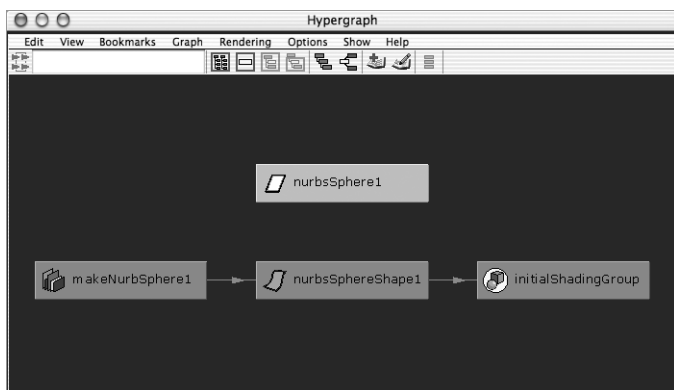 Hypergraph
Edit View Bookmarks Graph Rendering Options Show Help
nurbsSphere1
makeNurbSphere1 nurbsSphereShape1 initialShadingGroup